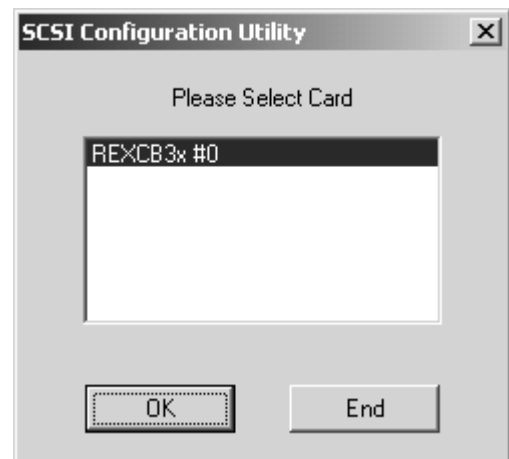 SCSI Configuration Utility
Please Select Card
REXCB3x #0
OK
End